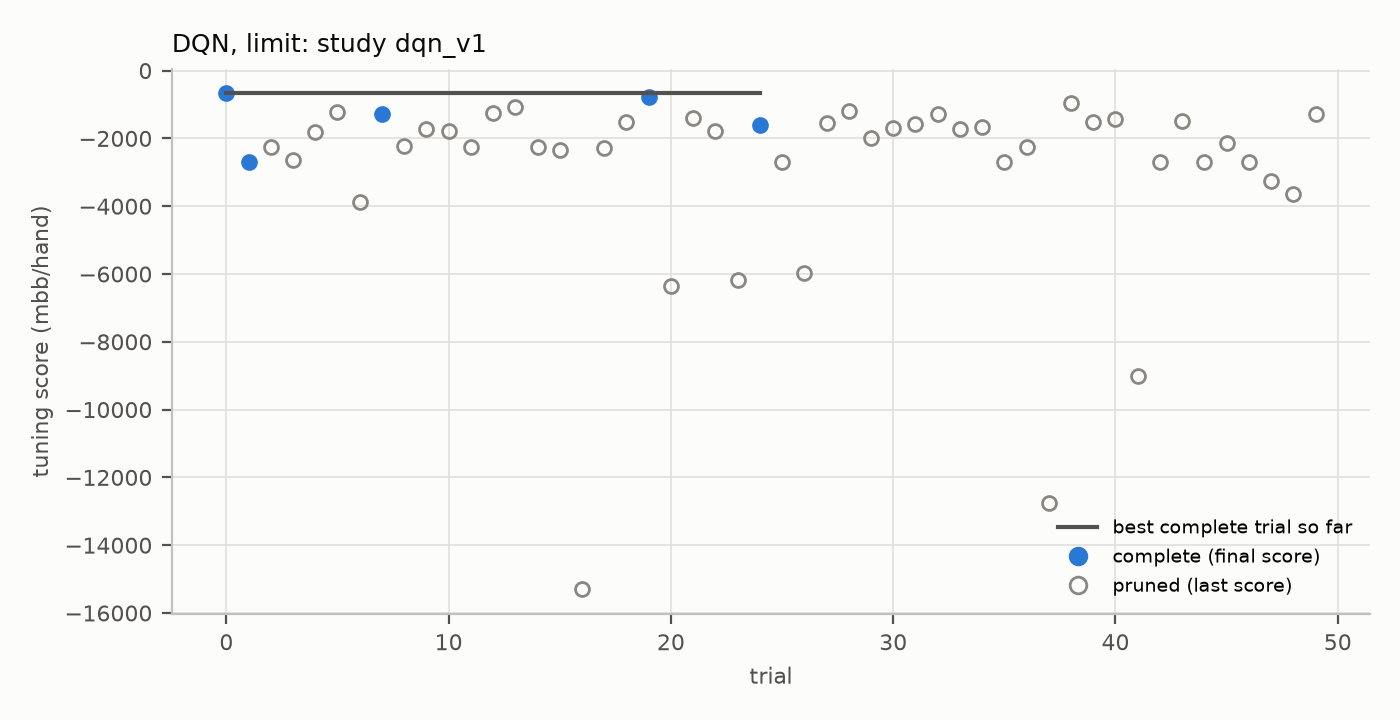 DQN, limit: study dqn_v1
tuning score (mbb/hand)
0
−2000
−4000
−6000
−8000
−10000
−12000
−14000
−16000
best complete trial so far
complete (final score)
pruned (last score)
0 10 20 30 40 50
trial